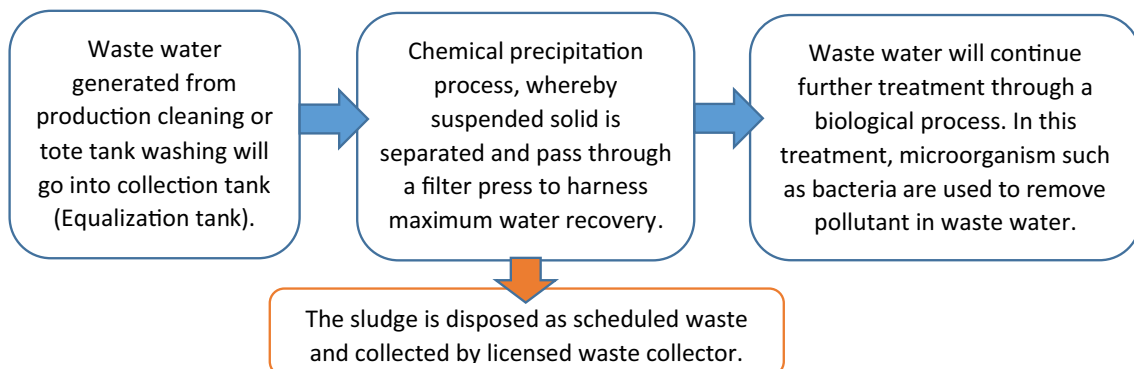 Waste water
generated from
production cleaning or
tote tank washing will
go into collection tank
(Equalization tank).
Chemical precipitation
process, whereby
suspended solid is
separated and pass through
a filter press to harness
maximum water recovery.
Waste water will continue
further treatment through a
biological process. In this
treatment, microorganism such
as bacteria are used to remove
pollutant in waste water.
The sludge is disposed as scheduled waste
and collected by licensed waste collector.